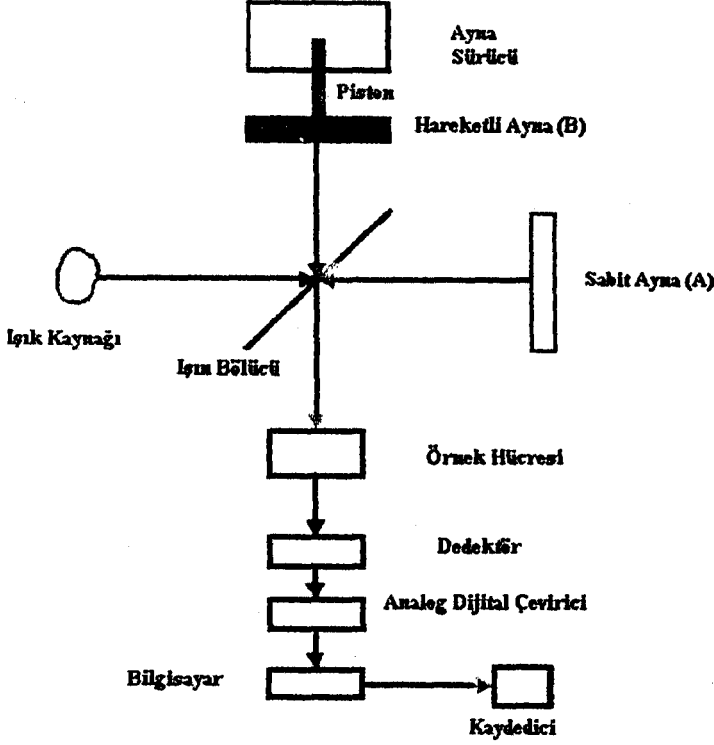 Ayna
Sürücü
Piston
Hareketli Ayna (B)
Sabit Ayna (A)
Işık Kaynağı
Işın Bölücü
Örnek Hücresi
Dedektör
Analog Dijital Çevirici
Bilgisayar
Kaydedici